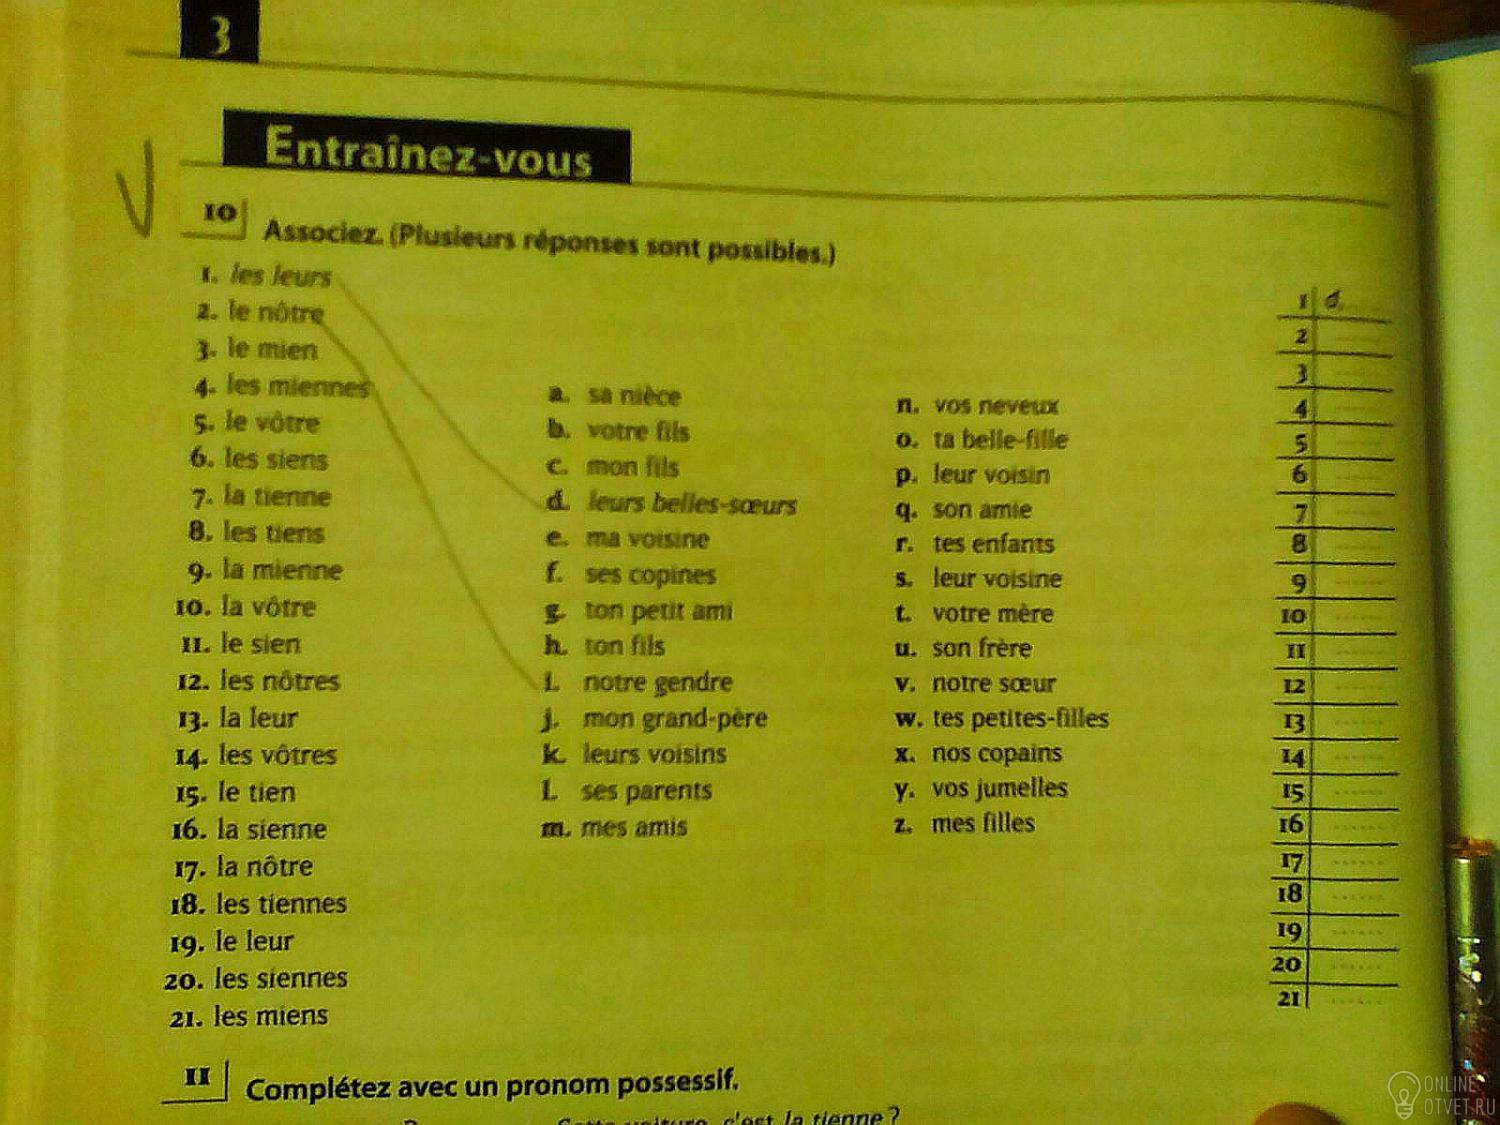 3
Entraînez-vous
10 Associez. (Plusieurs réponses sont possibles.)
1. les leurs
2. le nôtre
3. le mien
4. les miennes
5. le vôtre
6. les siens
7. la tienne
8. les tiens
9. la mienne
10. la vôtre
11. le sien
12. les nôtres
13. la leur
14. les vôtres
15. le tien
16. la sienne
17. la nôtre
18. les tiennes
19. le leur
20. les siennes
21. les miens
a. sa nièce
b. votre fils
c. mon fils
d. leurs belles-sœurs
e. ma voisine
f. ses copines
g. ton petit ami
h. ton fils
i. notre gendre
j. mon grand-père
k. leurs voisins
l. ses parents
m. mes amis
n. vos neveux
o. ta belle-fille
p. leur voisin
q. son amie
r. tes enfants
s. leur voisine
t. votre mère
u. son frère
v. notre sœur
w. tes petites-filles
x. nos copains
y. vos jumelles
z. mes filles
1 d.
2
3
4
5
6
7
8
9
10
11
12
13
14
15
16
17
18
19
20
21
11 Complétez avec un pronom possessif.
Cette voiture, c'est la tienne ?
ONLINE
OTVET.RU